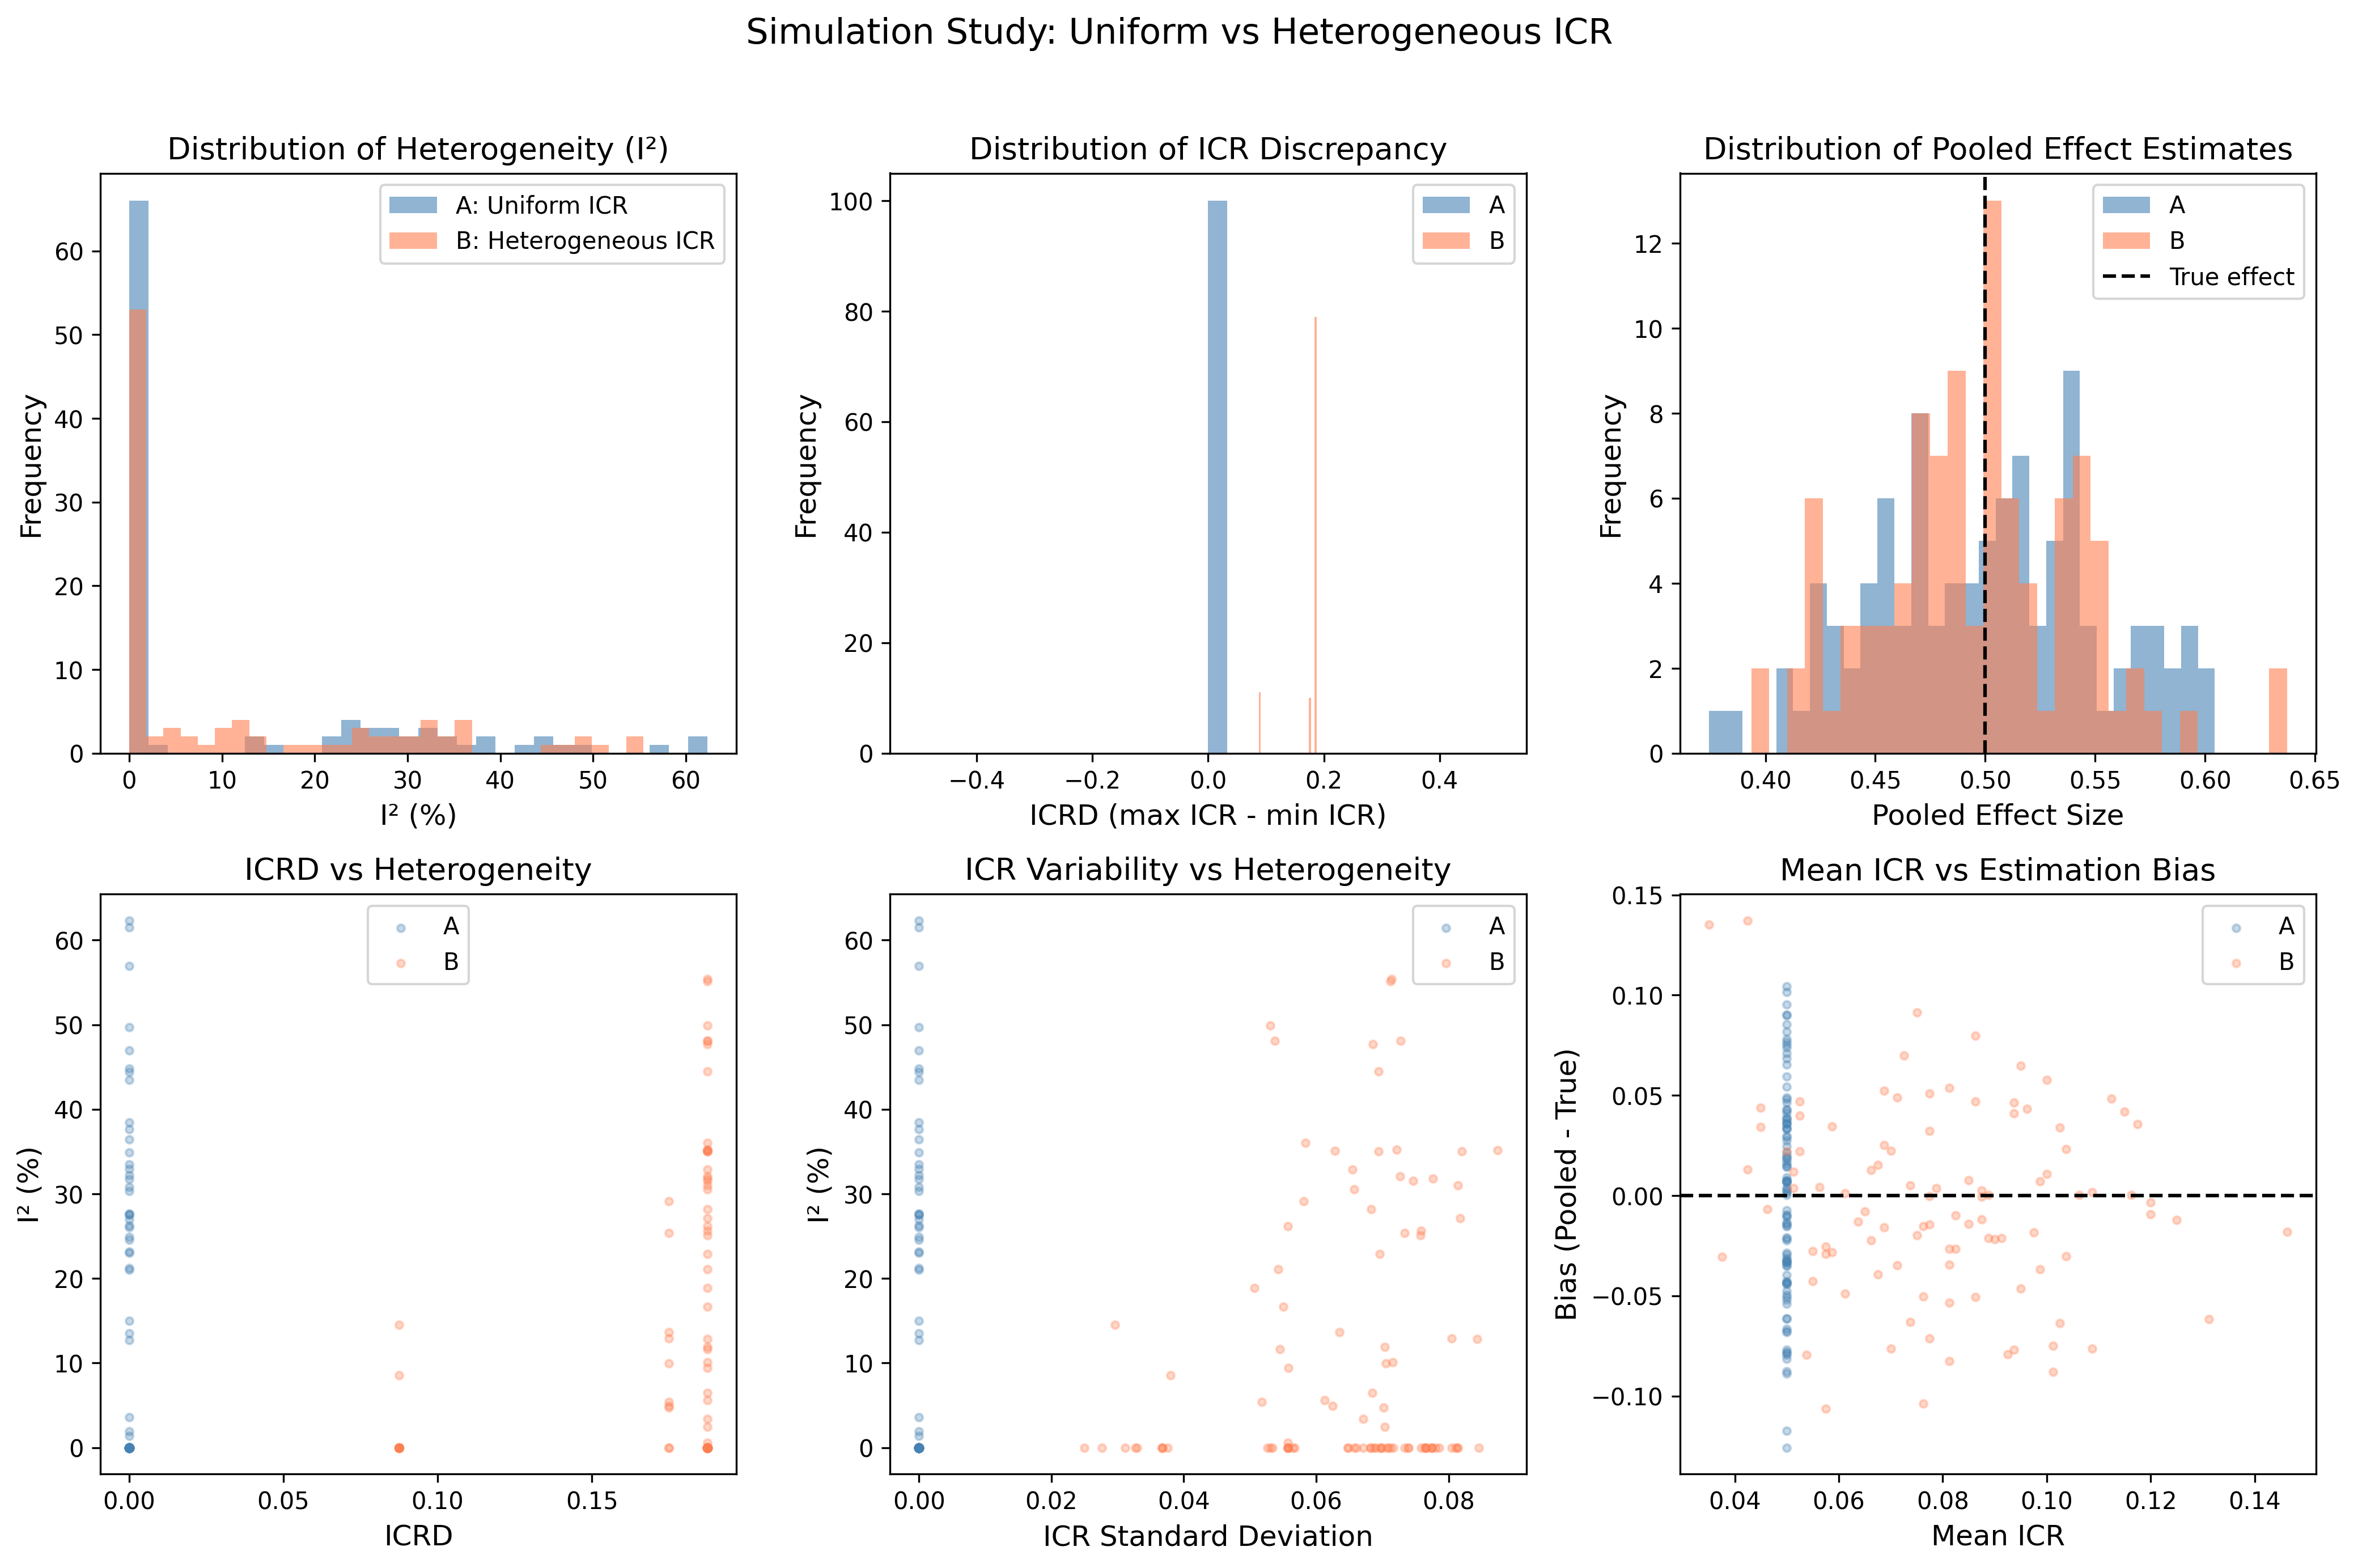 Simulation Study: Uniform vs Heterogeneous ICR
Distribution of Heterogeneity (I²)
A: Uniform ICR
B: Heterogeneous ICR
Frequency
60
50
40
30
20
10
0
0 10 20 30 40 50 60
I² (%)
Distribution of ICR Discrepancy
A
B
Frequency
100
80
60
40
20
0
−0.4 −0.2 0.0 0.2 0.4
ICRD (max ICR - min ICR)
Distribution of Pooled Effect Estimates
A
B
True effect
Frequency
12
10
8
6
4
2
0
0.40 0.45 0.50 0.55 0.60 0.65
Pooled Effect Size
ICRD vs Heterogeneity
A
B
I² (%)
60
50
40
30
20
10
0
0.00 0.05 0.10 0.15
ICRD
ICR Variability vs Heterogeneity
A
B
I² (%)
60
50
40
30
20
10
0
0.00 0.02 0.04 0.06 0.08
ICR Standard Deviation
Mean ICR vs Estimation Bias
A
B
Bias (Pooled - True)
0.15
0.10
0.05
0.00
−0.05
−0.10
0.04 0.06 0.08 0.10 0.12 0.14
Mean ICR